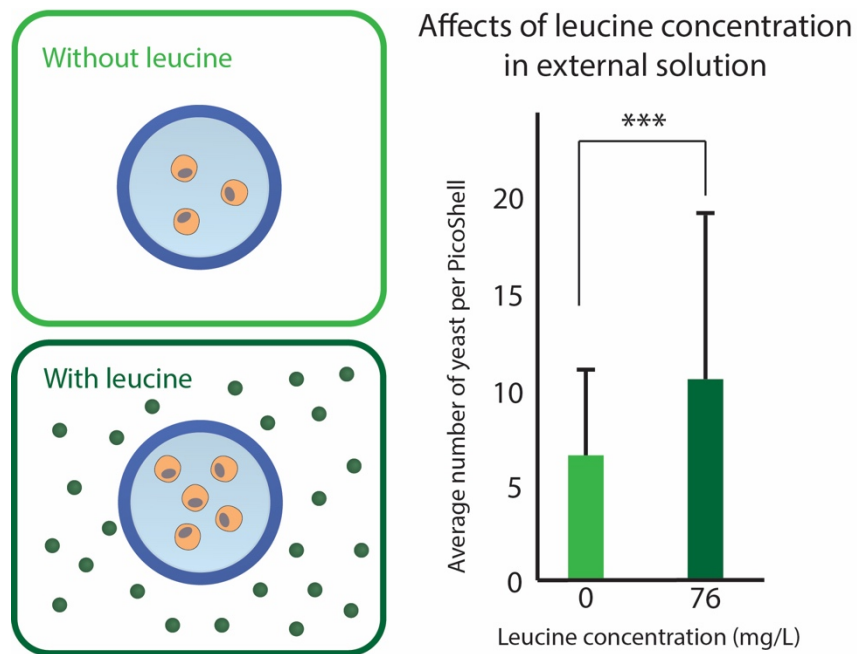 Without leucine
With leucine
Affects of leucine concentration
in external solution
***
Average number of yeast per PicoShell
20
15
10
5
0
0 76
Leucine concentration (mg/L)